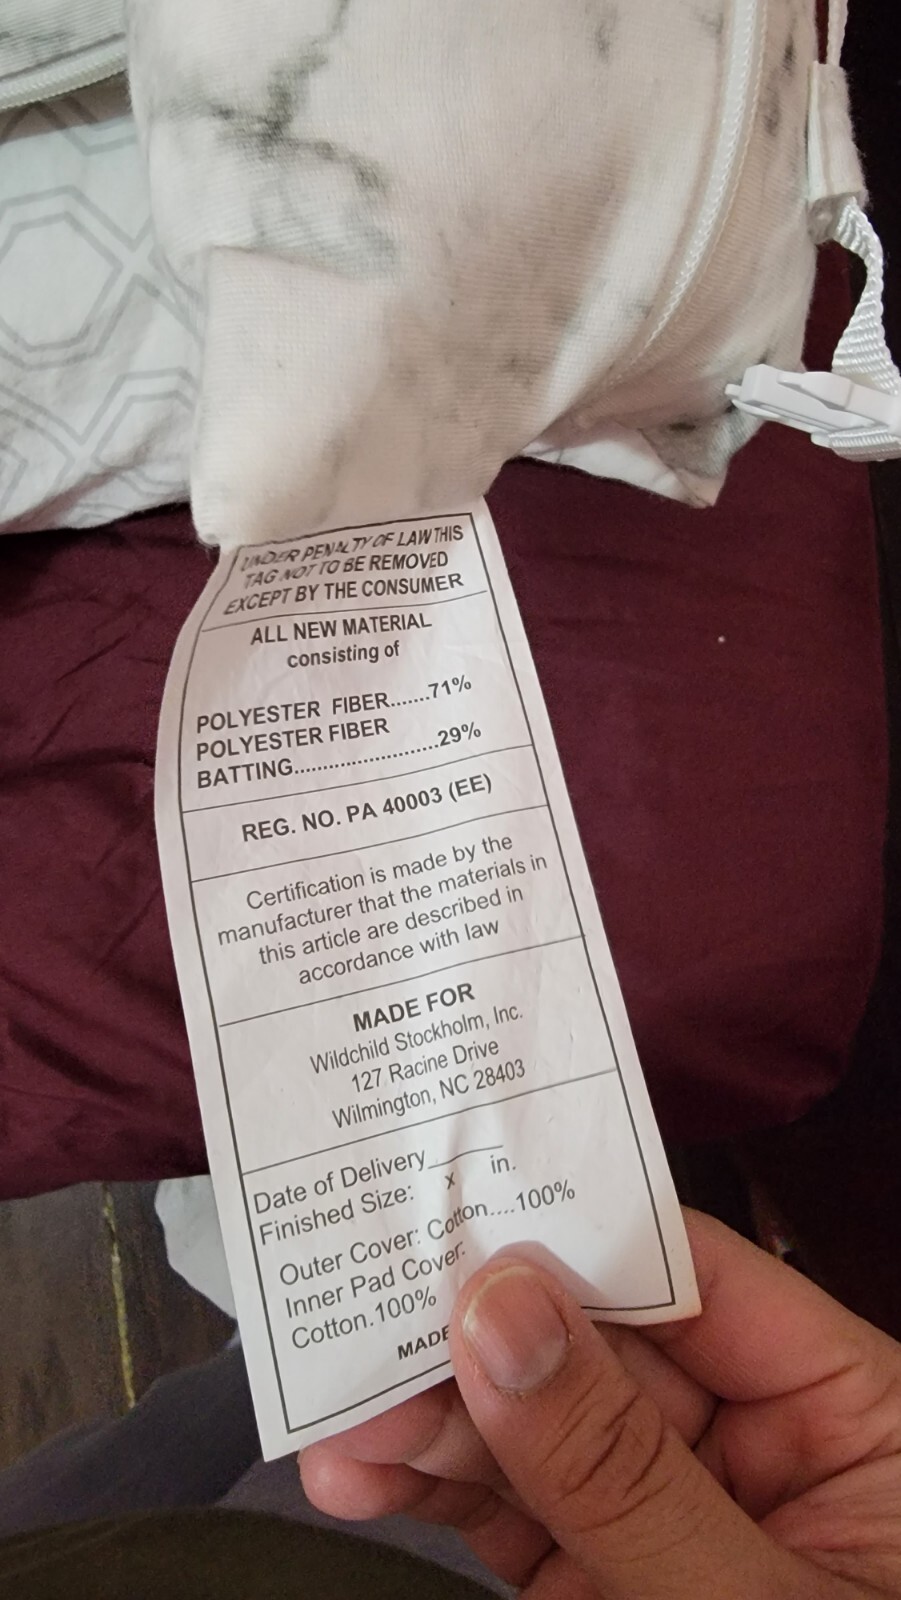 UNDER PENALTY OF LAW THIS
TAG NOT TO BE REMOVED
EXCEPT BY THE CONSUMER
ALL NEW MATERIAL
consisting of
POLYESTER FIBER.......71%
POLYESTER FIBER
BATTING........................29%
REG. NO. PA 40003 (EE)
Certification is made by the
manufacturer that the materials in
this article are described in
accordance with law
MADE FOR
Wildchild Stockholm, Inc.
127 Racine Drive
Wilmington, NC 28403
Date of Delivery______
Finished Size: x in.
Outer Cover: Cotton....100%
Inner Pad Cover:
Cotton.100%
MADE